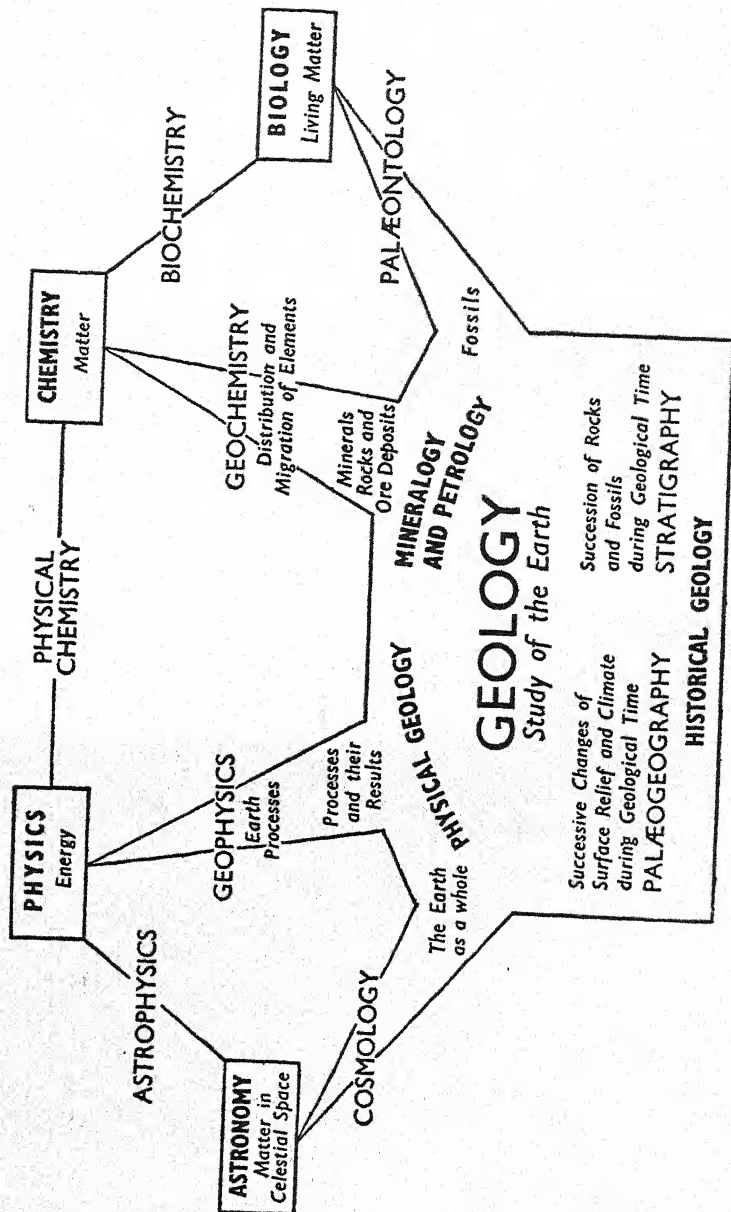 PHYSICS
Energy
PHYSICAL
CHEMISTRY
CHEMISTRY
Matter
ASTROPHYSICS
BIOCHEMISTRY
ASTRONOMY
Matter in
Celestial Space
GEOPHYSICS
Earth
Processes
GEOCHEMISTRY
Distribution and
Migration of Elements
BIOLOGY
Living Matter
COSMOLOGY
Processes
and their
Results
Minerals
Rocks and
Ore Deposits
PALÆONTOLOGY
The Earth
as a whole
PHYSICAL GEOLOGY
MINERALOGY
AND PETROLOGY
Fossils
GEOLOGY
Study of the Earth
Successive Changes of
Surface Relief and Climate
during Geological Time
PALÆOGEOGRAPHY
Succession of Rocks
and Fossils
during Geological Time
STRATIGRAPHY
HISTORICAL GEOLOGY